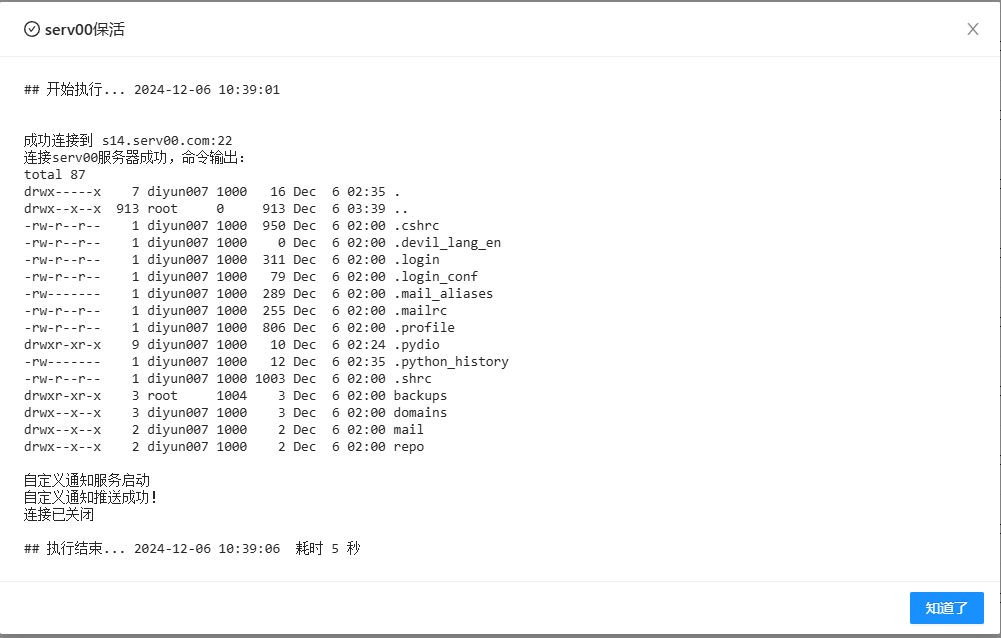 serv00保活
## 开始执行... 2024-12-06 10:39:01
成功连接到 s14.serv00.com:22
连接serv00服务器成功，命令输出：
total 87
drwx-----x    7 diyun007 1000   16 Dec  6 02:35 .
drwx--x--x  913 root     0     913 Dec  6 03:39 ..
-rw-r--r--    1 diyun007 1000  950 Dec  6 02:00 .cshrc
-rw-r--r--    1 diyun007 1000    0 Dec  6 02:00 .devil_lang_en
-rw-r--r--    1 diyun007 1000  311 Dec  6 02:00 .login
-rw-r--r--    1 diyun007 1000   79 Dec  6 02:00 .login_conf
-rw-------    1 diyun007 1000  289 Dec  6 02:00 .mail_aliases
-rw-r--r--    1 diyun007 1000  255 Dec  6 02:00 .mailrc
-rw-r--r--    1 diyun007 1000  806 Dec  6 02:00 .profile
drwxr-xr-x    9 diyun007 1000   10 Dec  6 02:24 .pydio
-rw-------    1 diyun007 1000   12 Dec  6 02:35 .python_history
-rw-r--r--    1 diyun007 1000 1003 Dec  6 02:00 .shrc
drwxr-xr-x    3 root     1004    3 Dec  6 02:00 backups
drwx--x--x    3 diyun007 1000    3 Dec  6 02:00 domains
drwx--x--x    2 diyun007 1000    2 Dec  6 02:00 mail
drwx--x--x    2 diyun007 1000    2 Dec  6 02:00 repo
自定义通知服务启动
自定义通知推送成功！
连接已关闭
## 执行结束... 2024-12-06 10:39:06  耗时 5 秒
知道了